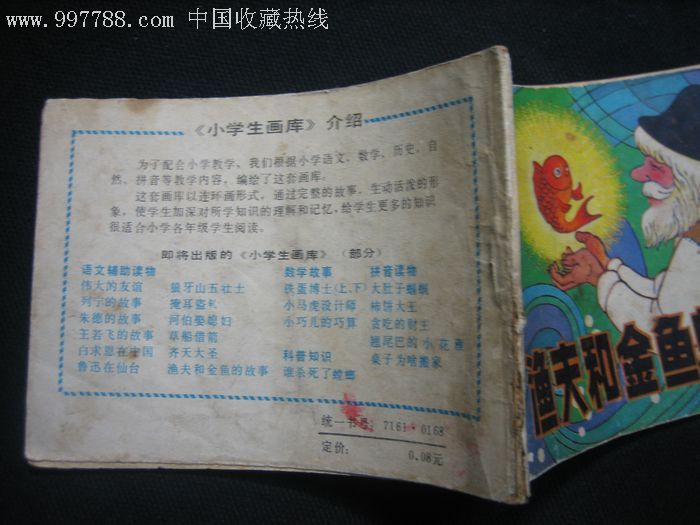 www.997788.com 中国收藏热线
《小学生画库》介绍
为了配合小学教学，我们根据小学语文、数学、历史、自
然、拼音等教学内容，编绘了这套画库。
这套画库以连环画形式，通过完整的故事，生动活泼的形
象，使学生加深对所学知识的理解和记忆，给学生更多的知识
很适合小学各年级学生阅读。
即将出版的《小学生画库》（部分）
语文辅助读物 数学故事 拼音读物
伟大的友谊 狼牙山五壮士 铁蛋博士（上、下） 大肚子蝈蝈
列宁的故事 掩耳盗铃 小马虎设计师 柿饼大王
朱德的故事 河伯娶媳妇 小巧儿的巧算 贪吃的财王
王若飞的故事 草船借箭 翘尾巴的小花鹿
白求恩在中国 齐天大圣 科普知识 桌子为啥搬家
鲁迅在仙台 渔夫和金鱼的故事 谁杀死了螳螂
统一书号：7161·0168
定价： 0.08元
渔夫和金鱼